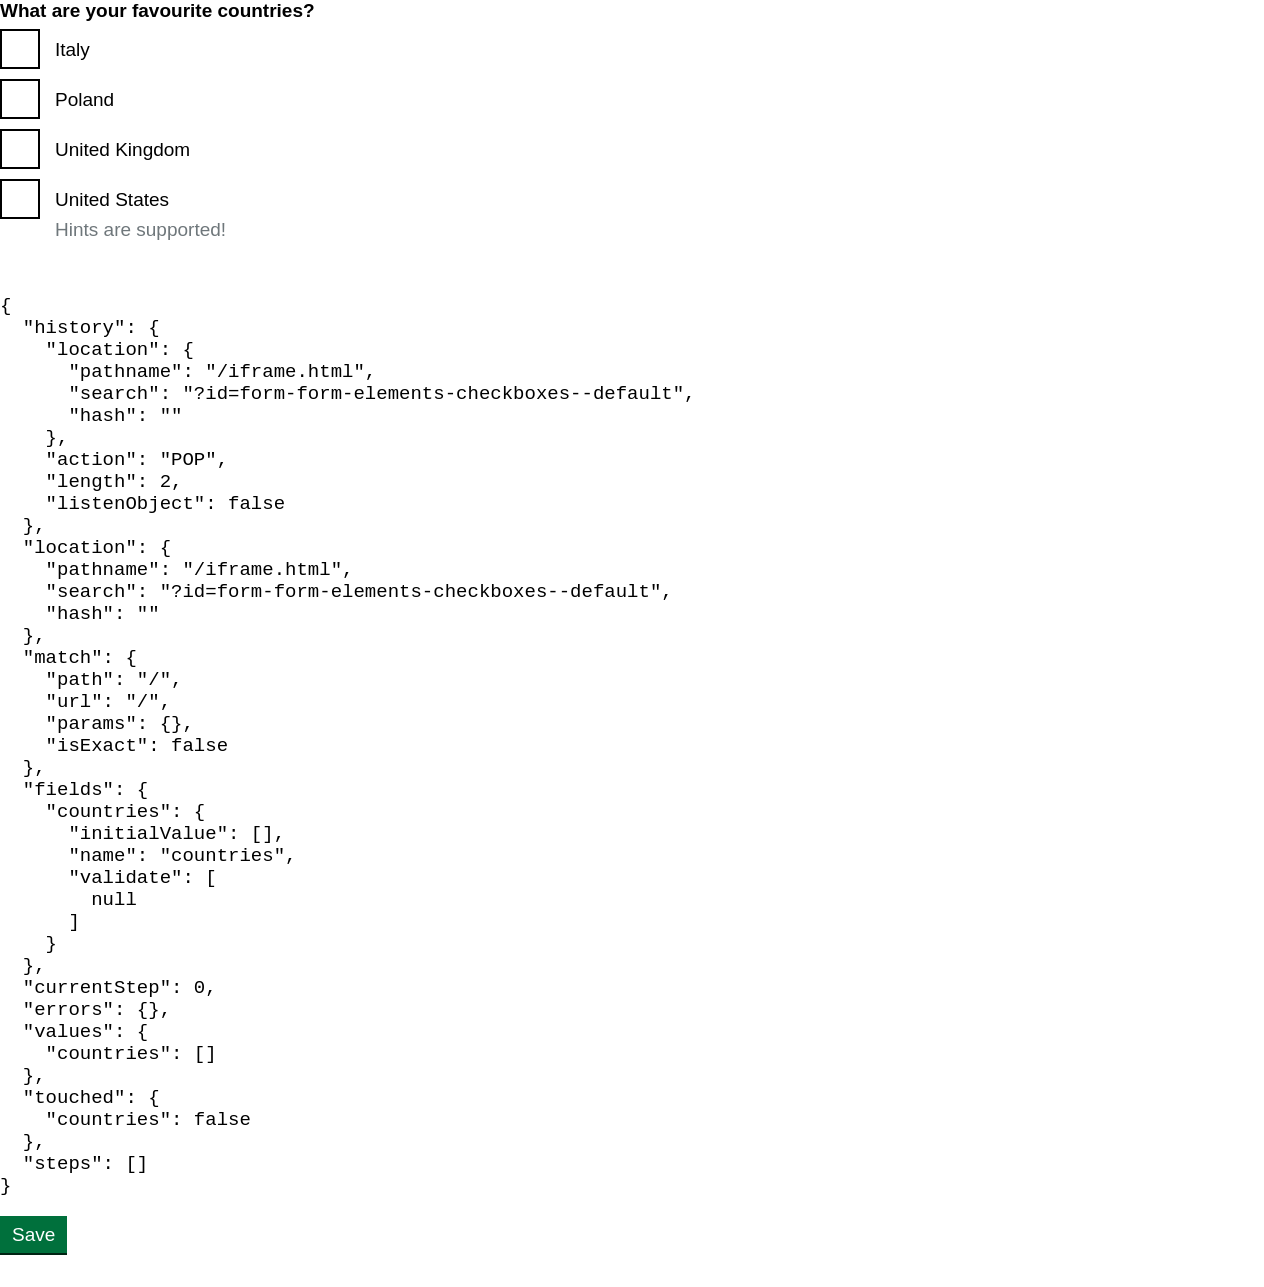 What are your favourite countries?
Italy
Poland
United Kingdom
United States
Hints are supported!
{
  "history": {
    "location": {
      "pathname": "/iframe.html",
      "search": "?id=form-form-elements-checkboxes--default",
      "hash": ""
    },
    "action": "POP",
    "length": 2,
    "listenObject": false
  },
  "location": {
    "pathname": "/iframe.html",
    "search": "?id=form-form-elements-checkboxes--default",
    "hash": ""
  },
  "match": {
    "path": "/",
    "url": "/",
    "params": {},
    "isExact": false
  },
  "fields": {
    "countries": {
      "initialValue": [],
      "name": "countries",
      "validate": [
        null
      ]
    }
  },
  "currentStep": 0,
  "errors": {},
  "values": {
    "countries": []
  },
  "touched": {
    "countries": false
  },
  "steps": []
}
Save